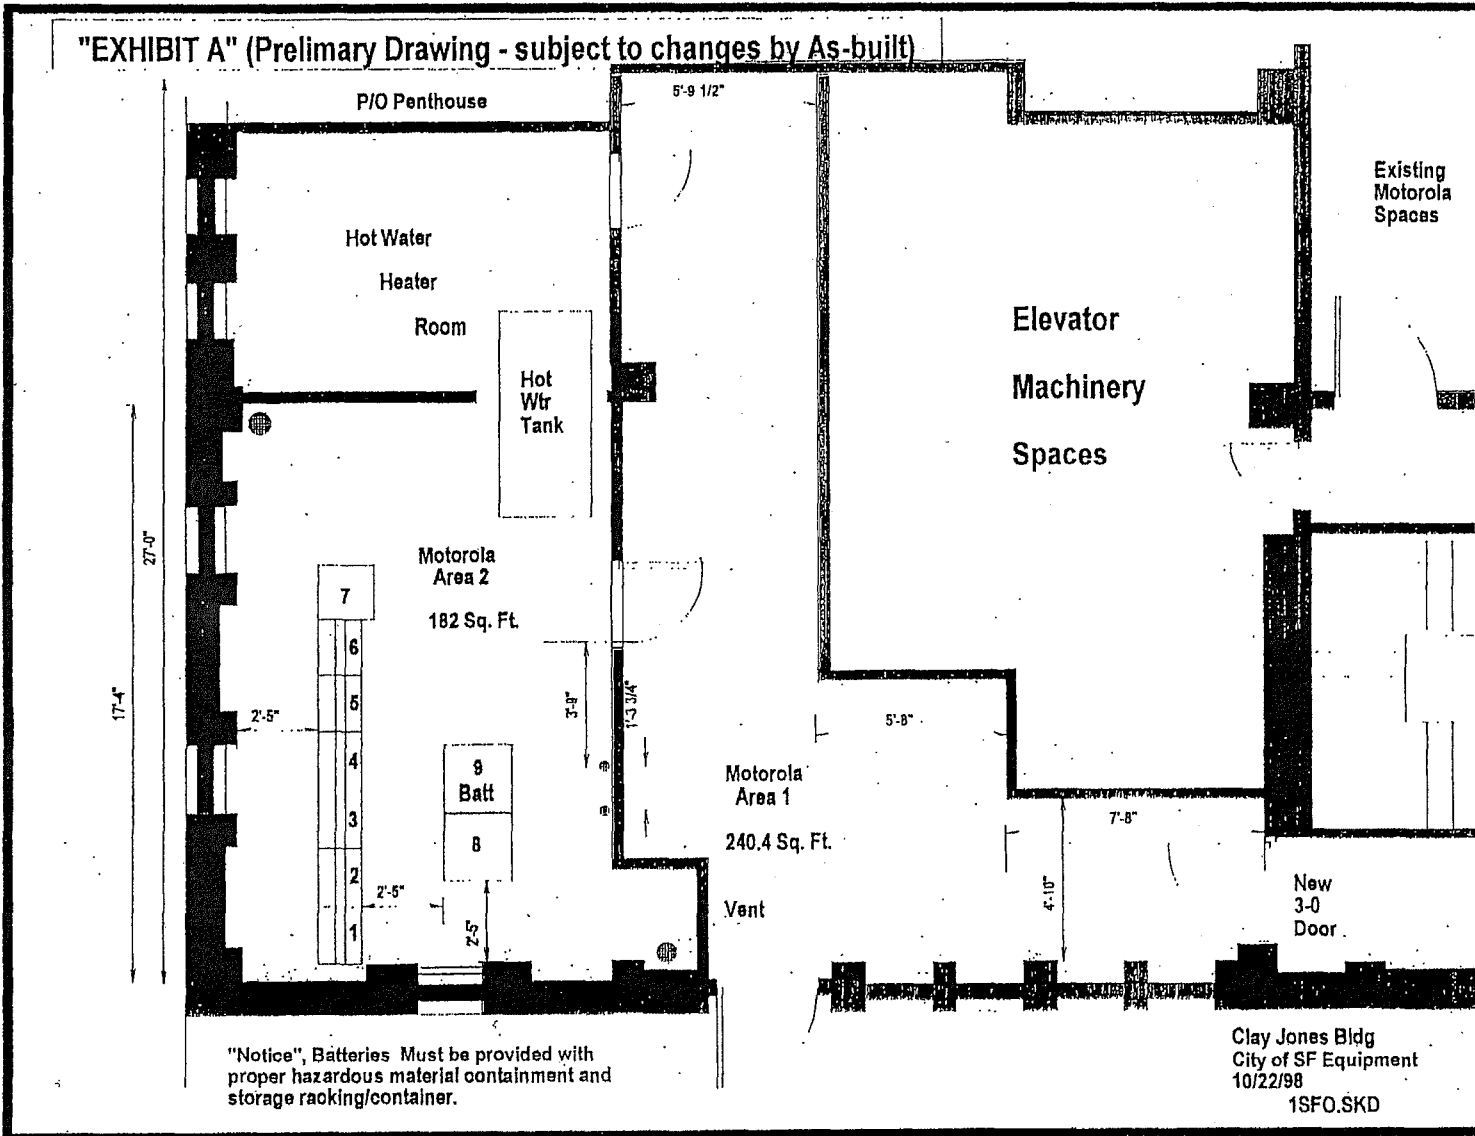 "EXHIBIT A" (Prelimary Drawing - subject to changes by As-built)
P/O Penthouse
5'-9 1/2"
Existing
Motorola
Spaces
Hot Water
Heater
Room
Hot
Wtr
Tank
Elevator
Machinery
Spaces
27'-0"
17'-4"
Motorola
Area 2
182 Sq. Ft.
7
6
5
4
3
2
1
2'-5"
3'-9"
1'-3 3/4"
5'-8"
9
Batt
8
2'-5"
2'-5"
Motorola
Area 1
240.4 Sq. Ft.
7'-8"
4'-10"
Vent
New
3-0
Door
"Notice", Batteries Must be provided with
proper hazardous material containment and
storage racking/container.
Clay Jones Bldg
City of SF Equipment
10/22/98
1SFO.SKD